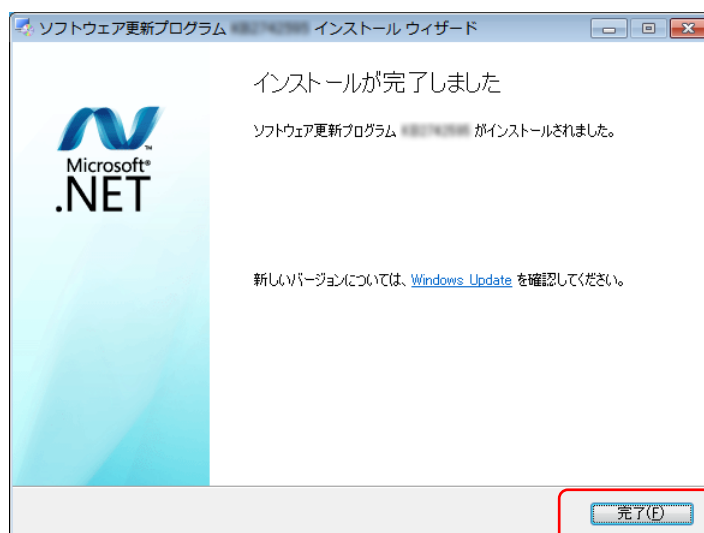 ソフトウェア更新プログラム インストール ウィザード
インストールが完了しました
ソフトウェア更新プログラム がインストールされました。
Microsoft®
.NET
新しいバージョンについては、Windows Update を確認してください。
完了(F)